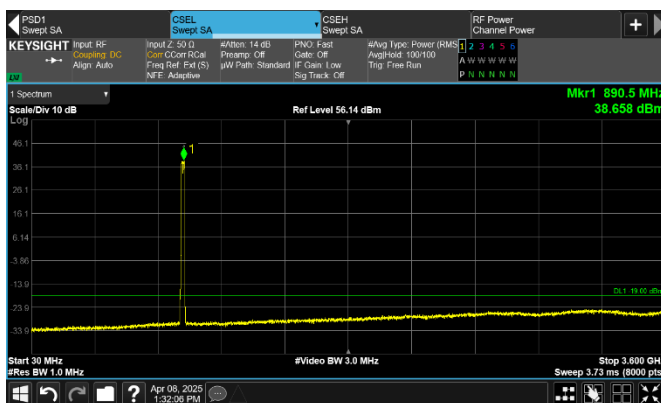 PSD1
Swept SA
CSEL
Swept SA
CSEH
Swept SA
RF Power
Channel Power
+
KEYSIGHT
Input: RF
Coupling: DC
Align: Auto
Input Z: 50 Ω
Corr CCorr RCal
Freq Ref: Ext (S)
NFE: Adaptive
#Atten: 14 dB
Preamp: Off
µW Path: Standard
PNO: Fast
Gate: Off
IF Gain: Low
Sig Track: Off
#Avg Type: Power (RMS
Avg|Hold: 100/100
Trig: Free Run
1 2 3 4 5 6
A W W W W W
P N N N N N
1 Spectrum
Scale/Div 10 dB
Ref Level 56.14 dBm
Mkr1 890.5 MHz
38.658 dBm
Log
1
46.1
36.1
26.1
16.1
6.14
-3.86
-13.9
DL1 -19.00 dBm
-23.9
-33.9
Start 30 MHz
#Video BW 3.0 MHz
Stop 3.600 GHz
#Res BW 1.0 MHz
Sweep 3.73 ms (8000 pts)
?
Apr 08, 2025
1:32:06 PM